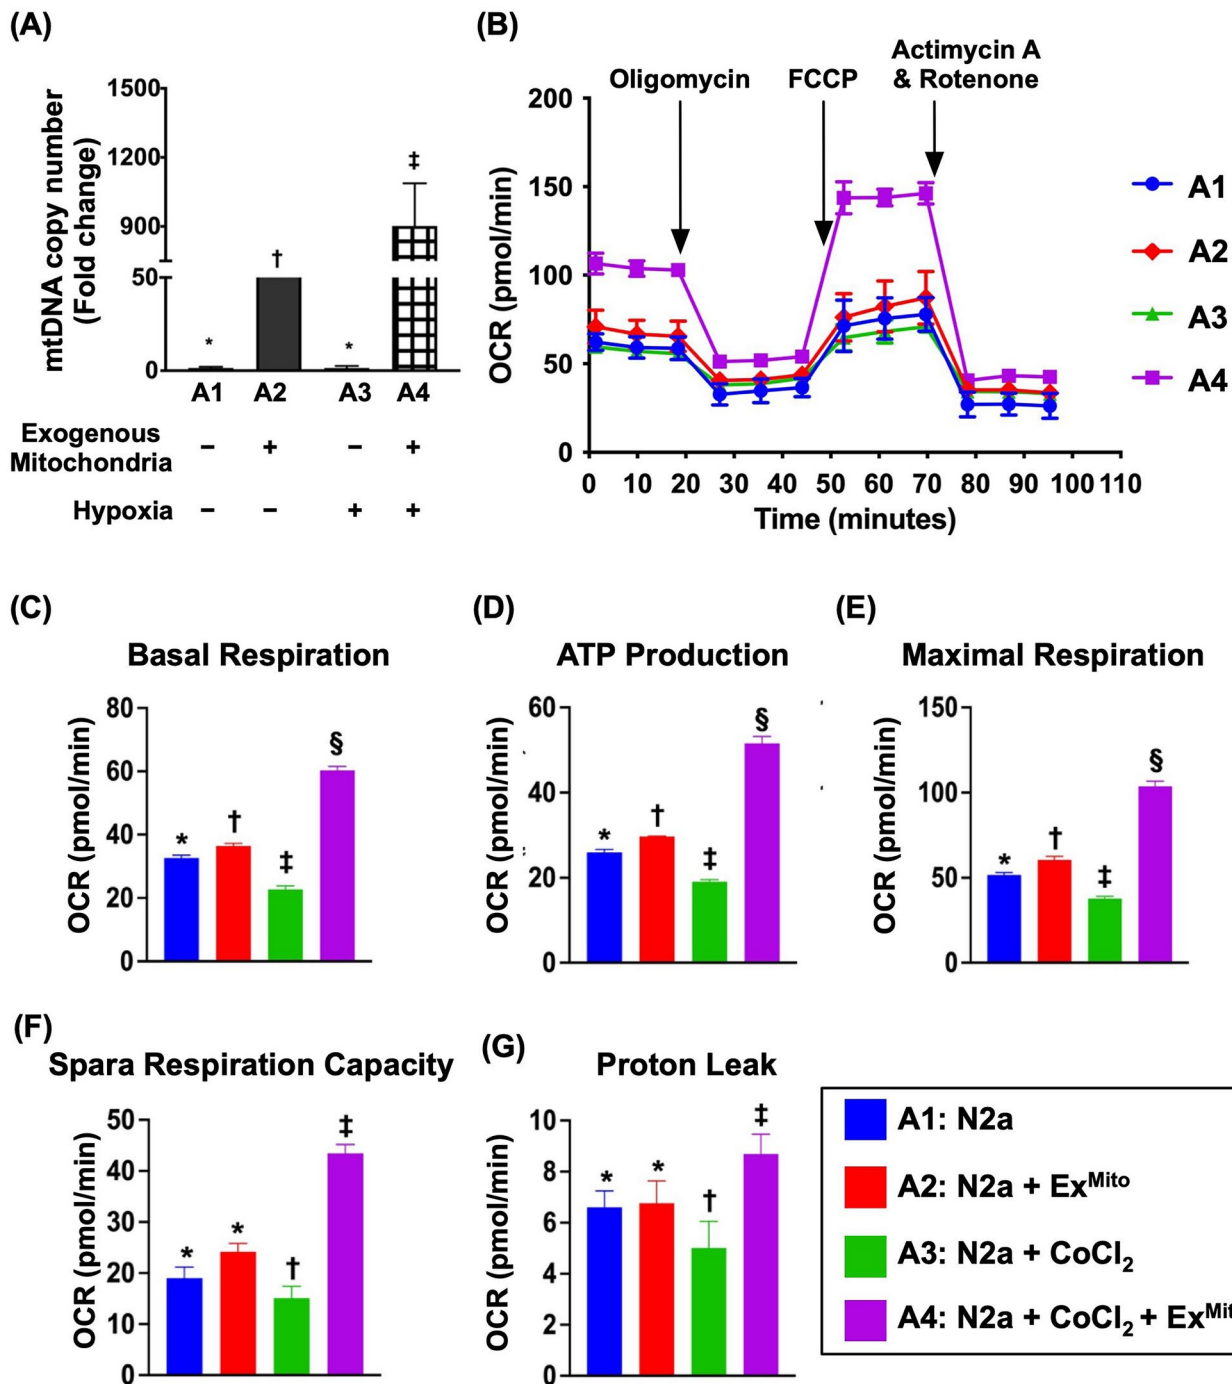 (A)
mtDNA copy number
(Fold change)
1500
1200
900
50
0
*
†
*
‡
A1 A2 A3 A4
Exogenous
Mitochondria
− + − +
Hypoxia
− − + +
(B)
Oligomycin
FCCP
Actimycin A
& Rotenone
OCR (pmol/min)
200
150
100
50
0
0 10 20 30 40 50 60 70 80 90 100 110
Time (minutes)
A1
A2
A3
A4
(C)
Basal Respiration
OCR (pmol/min)
80
60
40
20
0
*
†
‡
§
(D)
ATP Production
OCR (pmol/min)
60
40
20
0
*
†
‡
§
(E)
Maximal Respiration
OCR (pmol/min)
150
100
50
0
*
†
‡
§
(F)
Spara Respiration Capacity
OCR (pmol/min)
50
40
30
20
10
0
*
*
†
‡
(G)
Proton Leak
OCR (pmol/min)
10
8
6
4
2
0
*
*
†
‡
A1: N2a
A2: N2a + Ex^Mito
A3: N2a + CoCl₂
A4: N2a + CoCl₂ + Ex^Mit